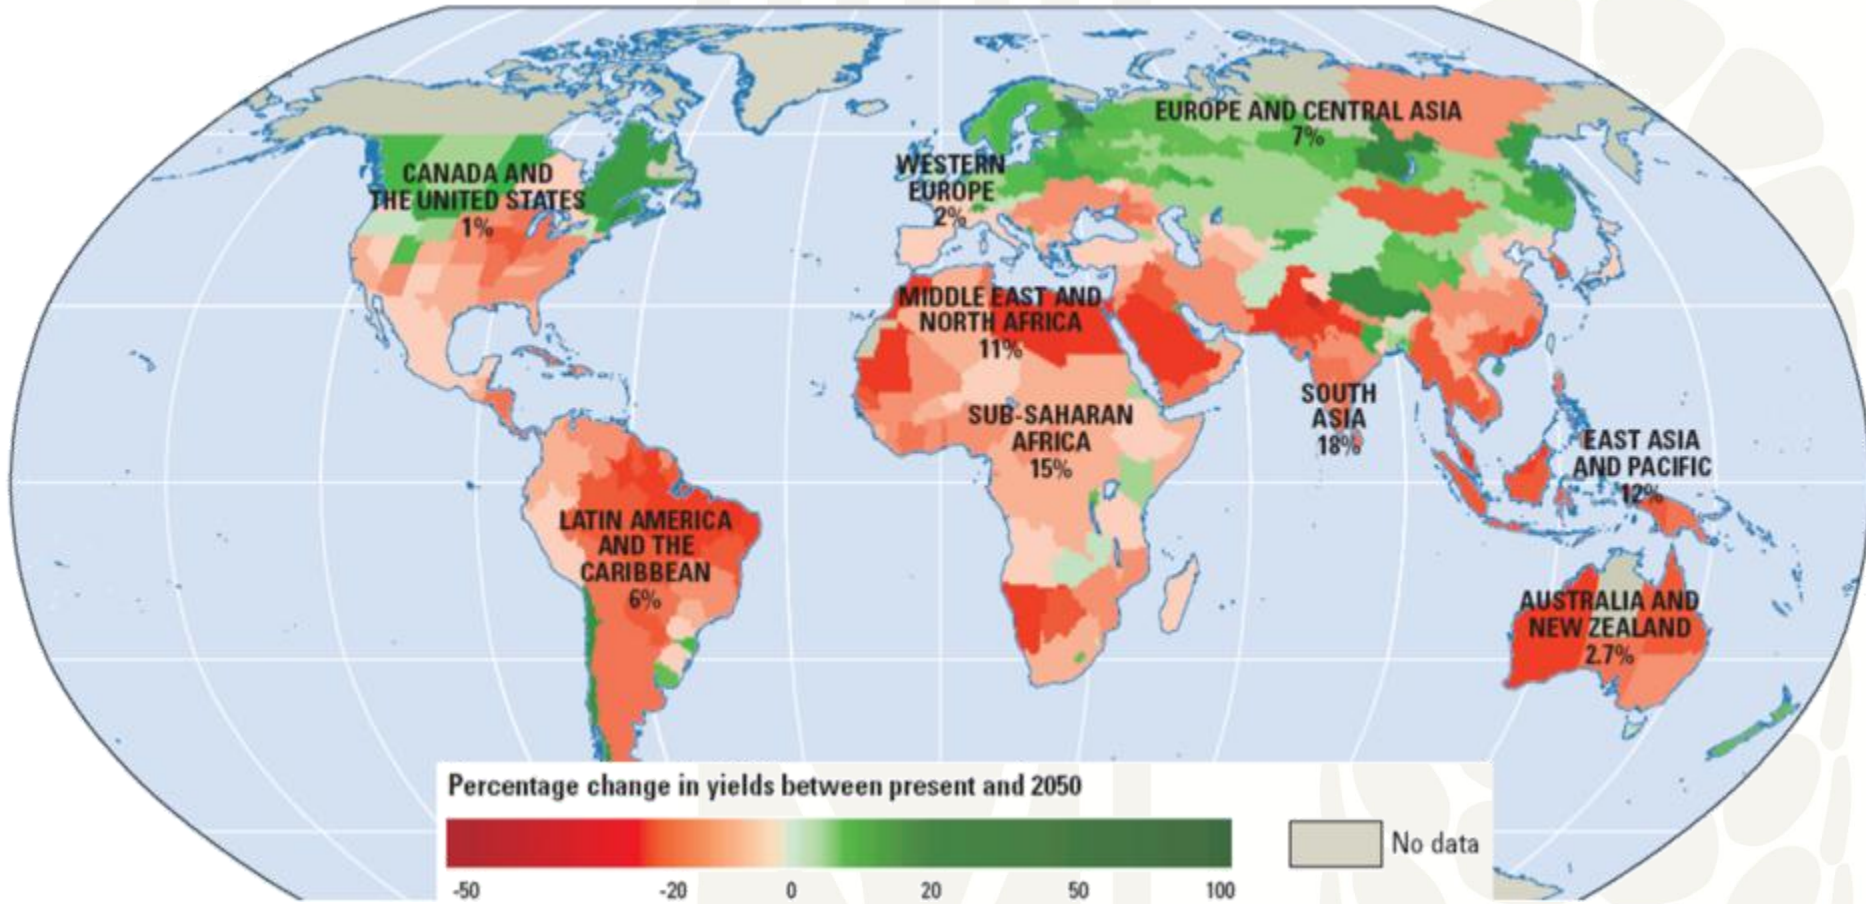 EUROPE AND CENTRAL ASIA
7%
WESTERN
EUROPE
2%
CANADA AND
THE UNITED STATES
1%
MIDDLE EAST AND
NORTH AFRICA
11%
SUB-SAHARAN
AFRICA
15%
SOUTH
ASIA
18%
EAST ASIA
AND PACIFIC
12%
LATIN AMERICA
AND THE
CARIBBEAN
6%
AUSTRALIA AND
NEW ZEALAND
2.7%
Percentage change in yields between present and 2050
No data
-50 -20 0 20 50 100